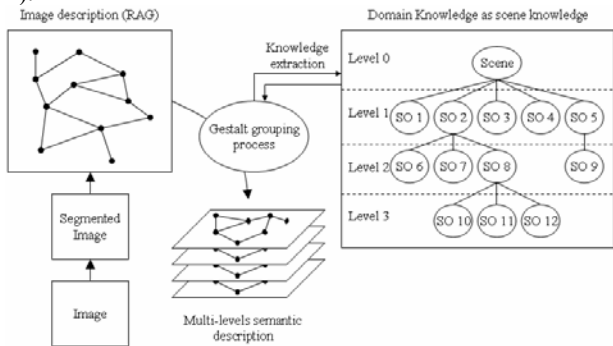 ).
Image description (RAG)
Domain Knowledge as scene knowledge
Knowledge
extraction
Gestalt grouping
process
Level 0
Scene
Level 1
SO 1
SO 2
SO 3
SO 4
SO 5
Level 2
SO 6
SO 7
SO 8
SO 9
Level 3
SO 10
SO 11
SO 12
Segmented
Image
Image
Multi-levels semantic
description